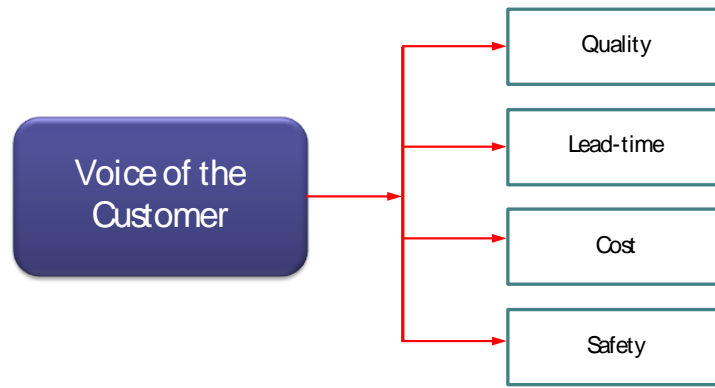 Quality
Lead-time
Voice of the
Customer
Cost
Safety